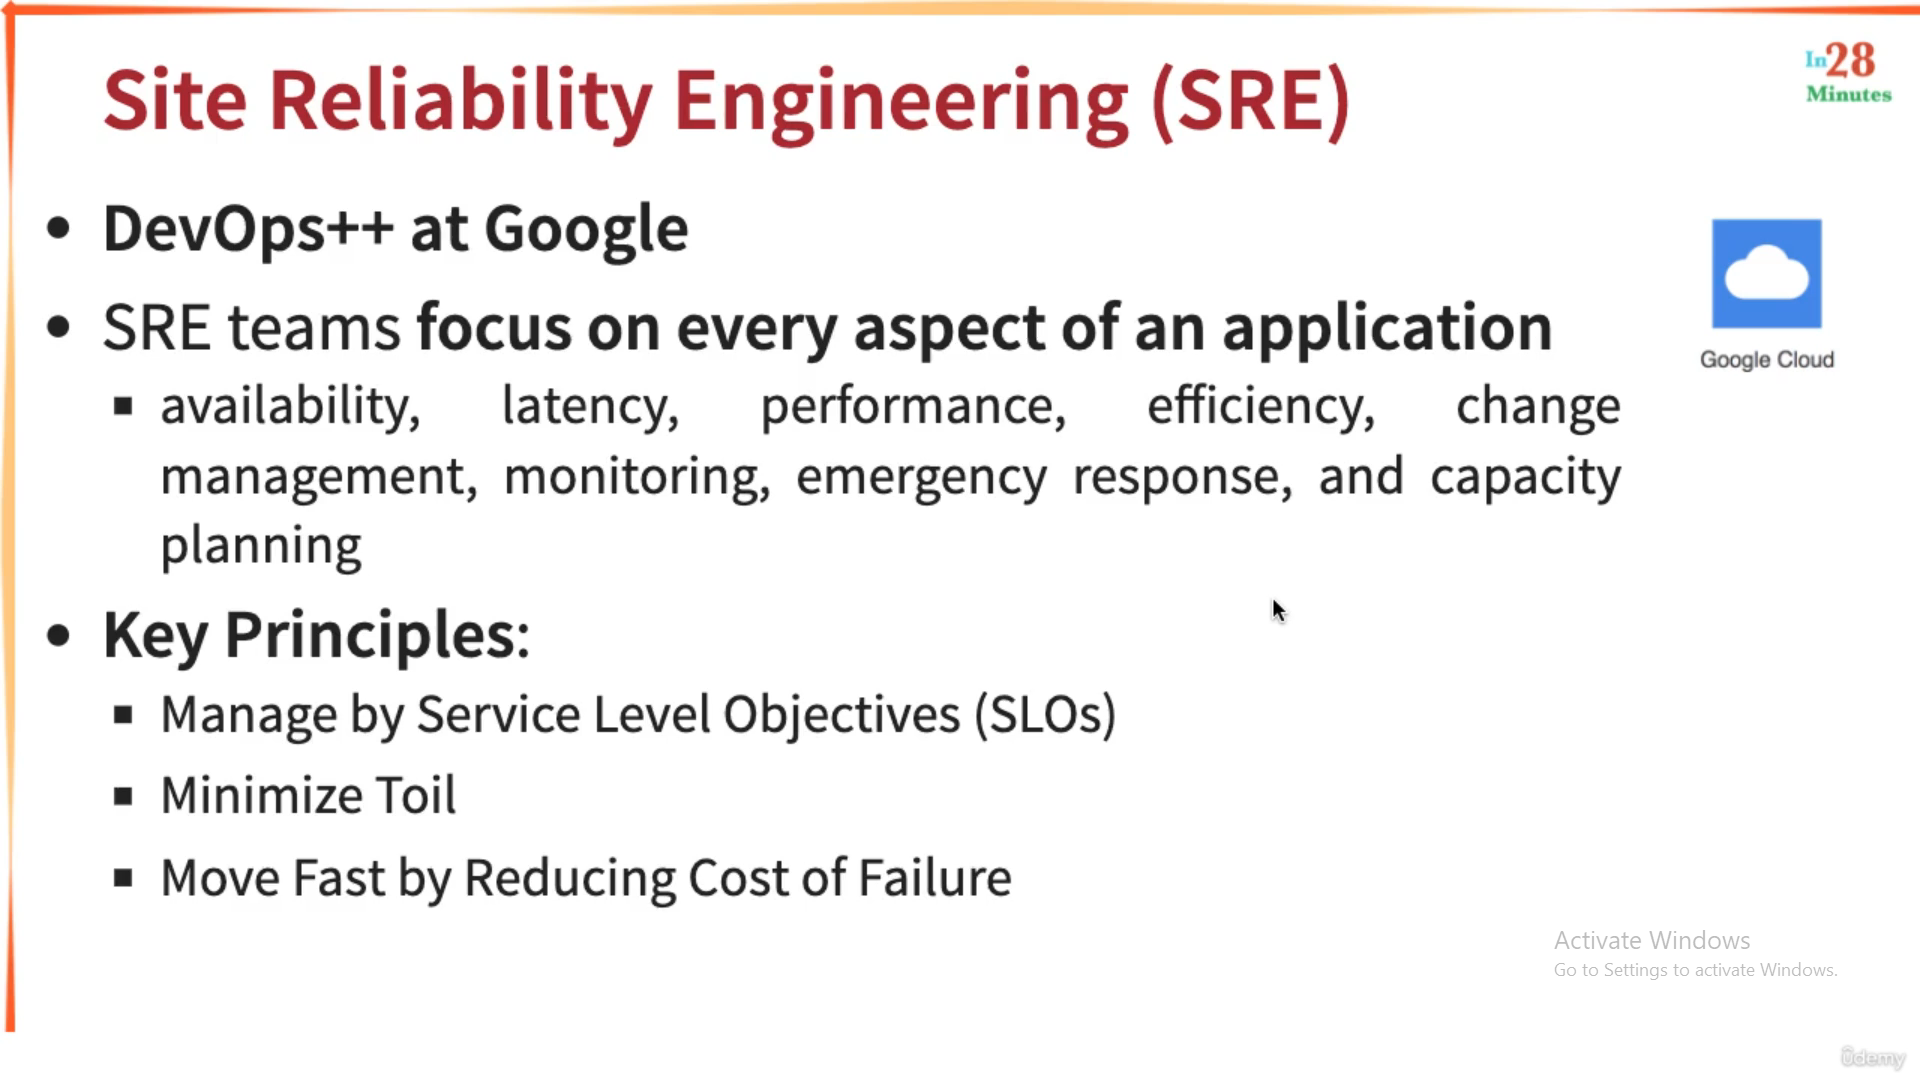 Site Reliability Engineering (SRE)
In28
Minutes
• DevOps++ at Google
• SRE teams focus on every aspect of an application
▪ availability, latency, performance, efficiency, change
management, monitoring, emergency response, and capacity
planning
Google Cloud
• Key Principles:
▪ Manage by Service Level Objectives (SLOs)
▪ Minimize Toil
▪ Move Fast by Reducing Cost of Failure
Activate Windows
Go to Settings to activate Windows.
ûdemy